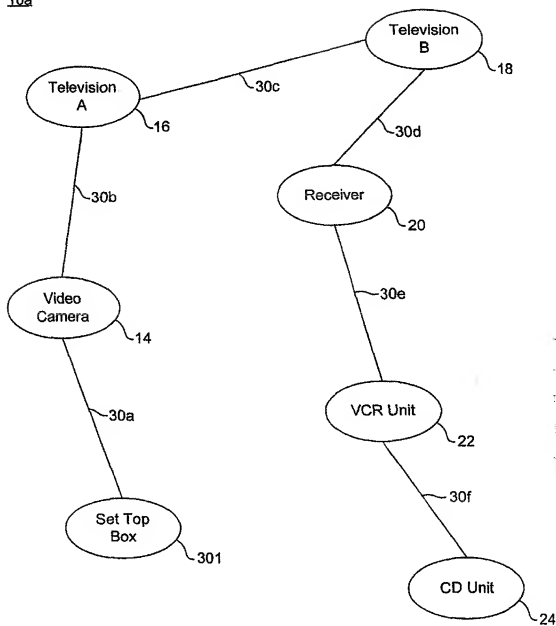 10a
Television
B
18
30c
Television
A
16
30d
30b
Receiver
20
30e
Video
Camera
14
VCR Unit
22
30a
30f
Set Top
Box
301
CD Unit
24